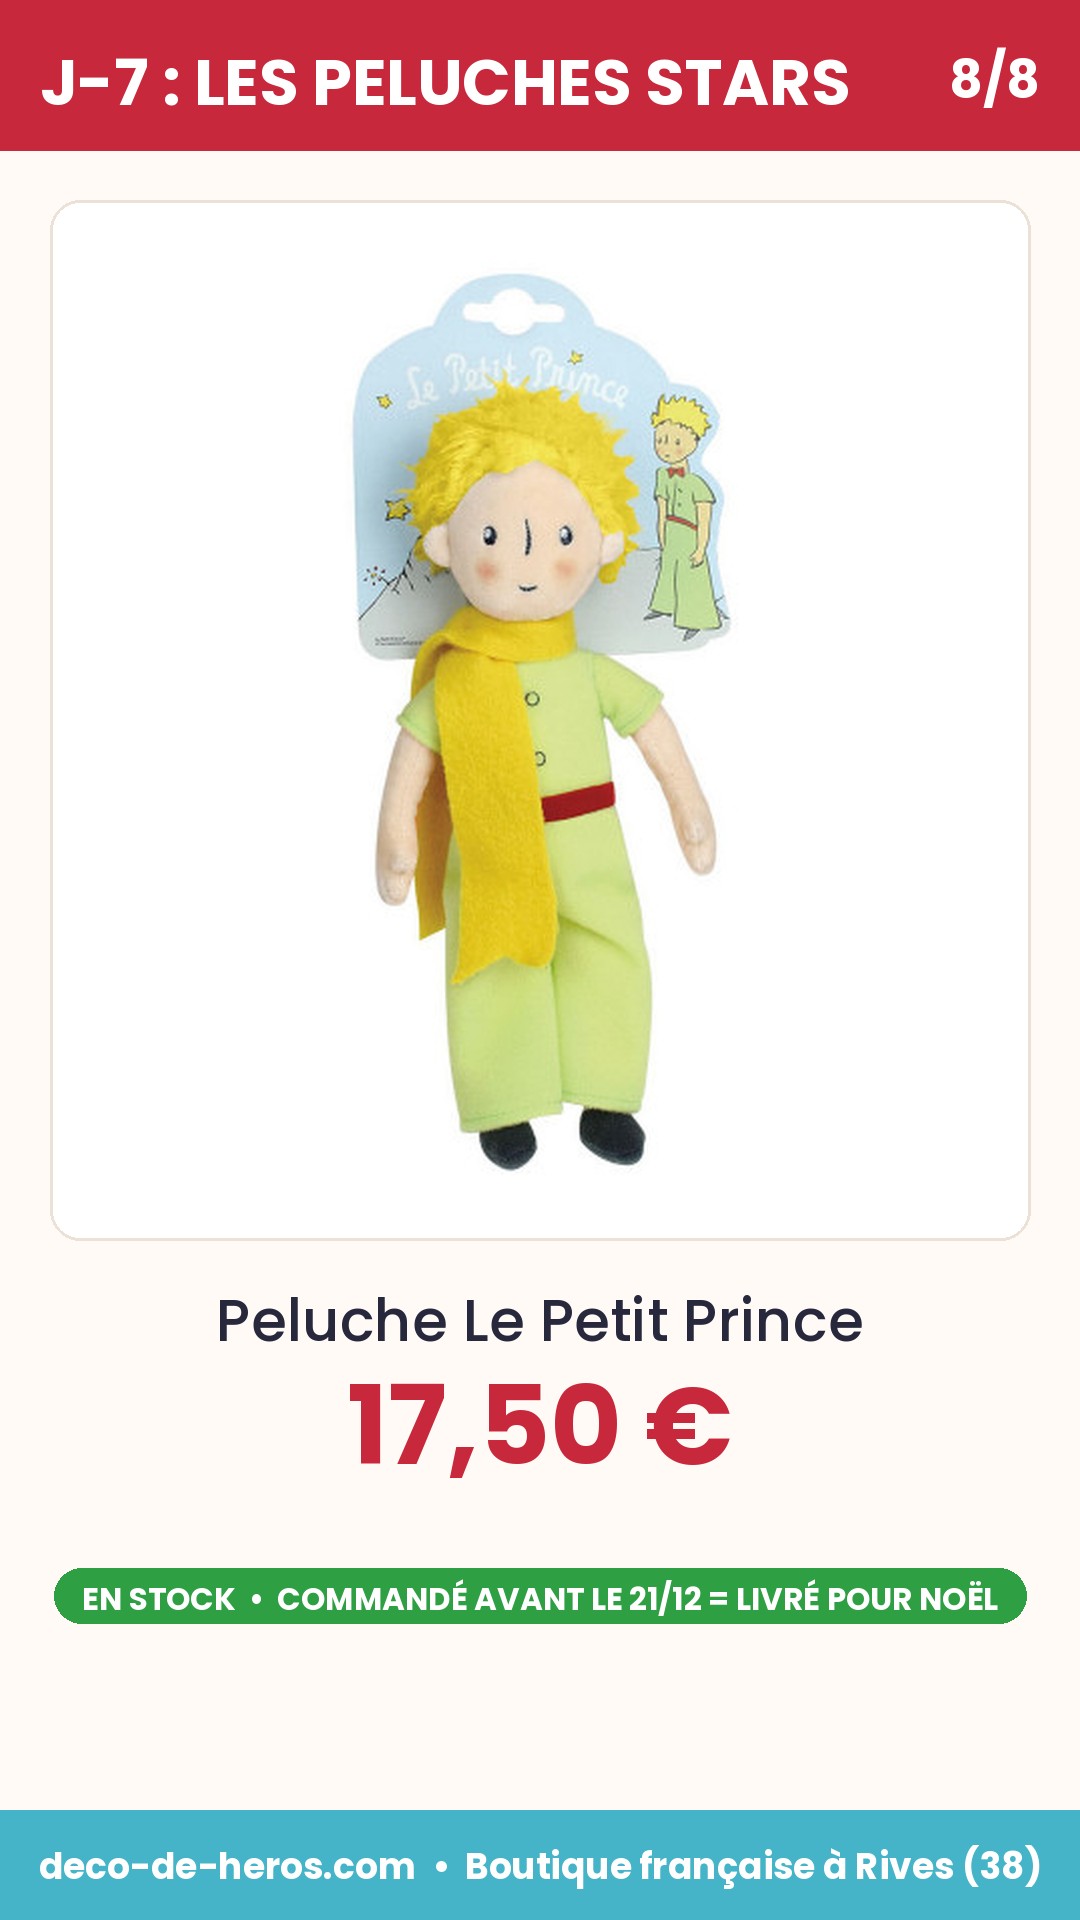 J-7 : LES PELUCHES STARS
8/8
Le Petit Prince
Peluche Le Petit Prince
17,50 €
EN STOCK • COMMANDÉ AVANT LE 21/12 = LIVRÉ POUR NOËL
deco-de-heros.com • Boutique française à Rives (38)